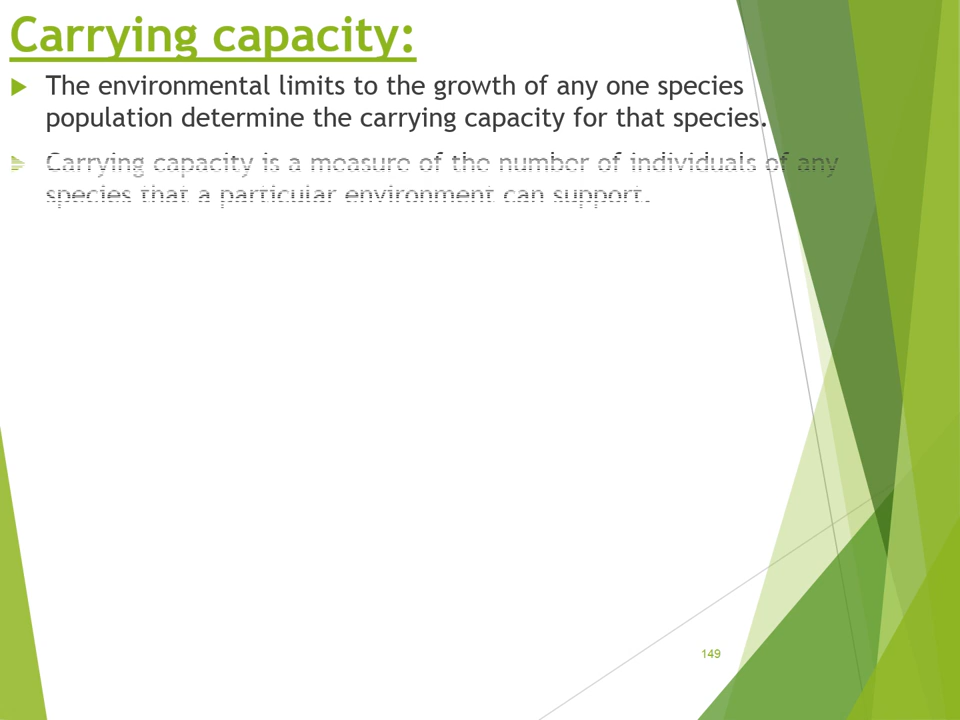 Carrying capacity:
The environmental limits to the growth of any one species
population determine the carrying capacity for that species.
Carrying capacity is a measure of the number of individuals of any
species that a particular environment can support.
149